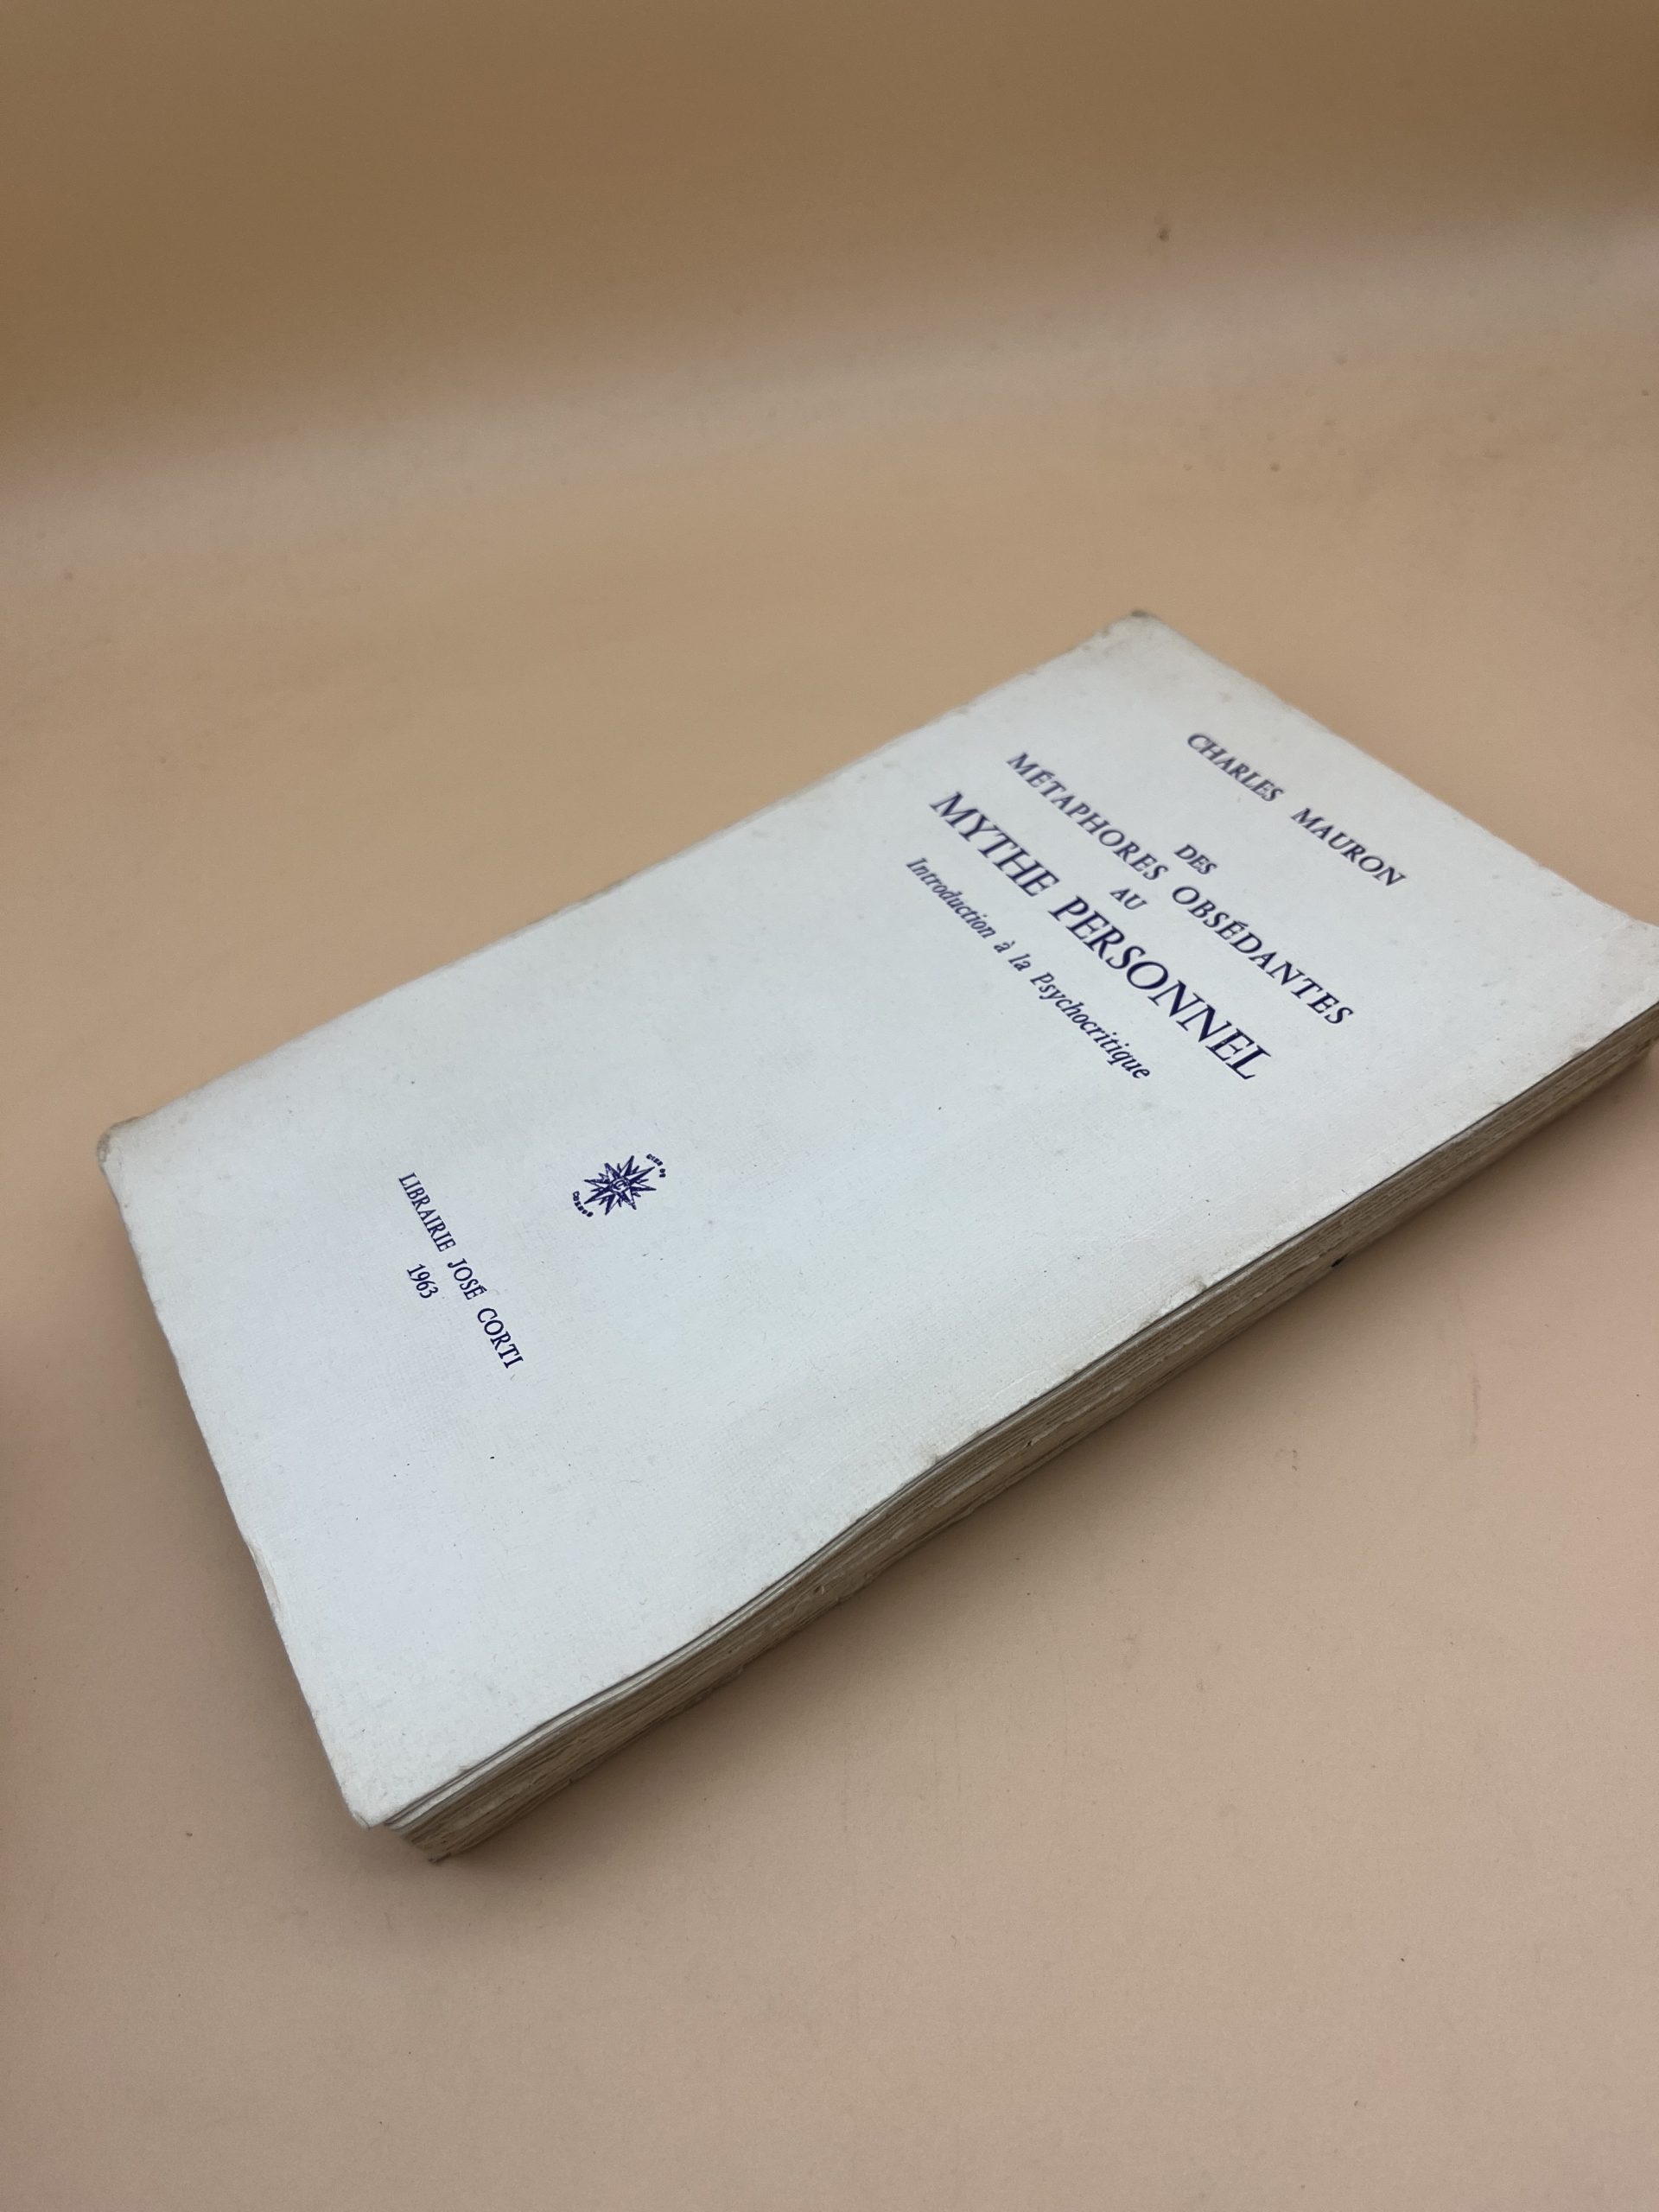 CHARLES MAURON
DES
MÉTAPHORES OBSÉDANTES
AU
MYTHE PERSONNEL
Introduction à la Psychocritique
LIBRAIRIE JOSÉ CORTI
1963